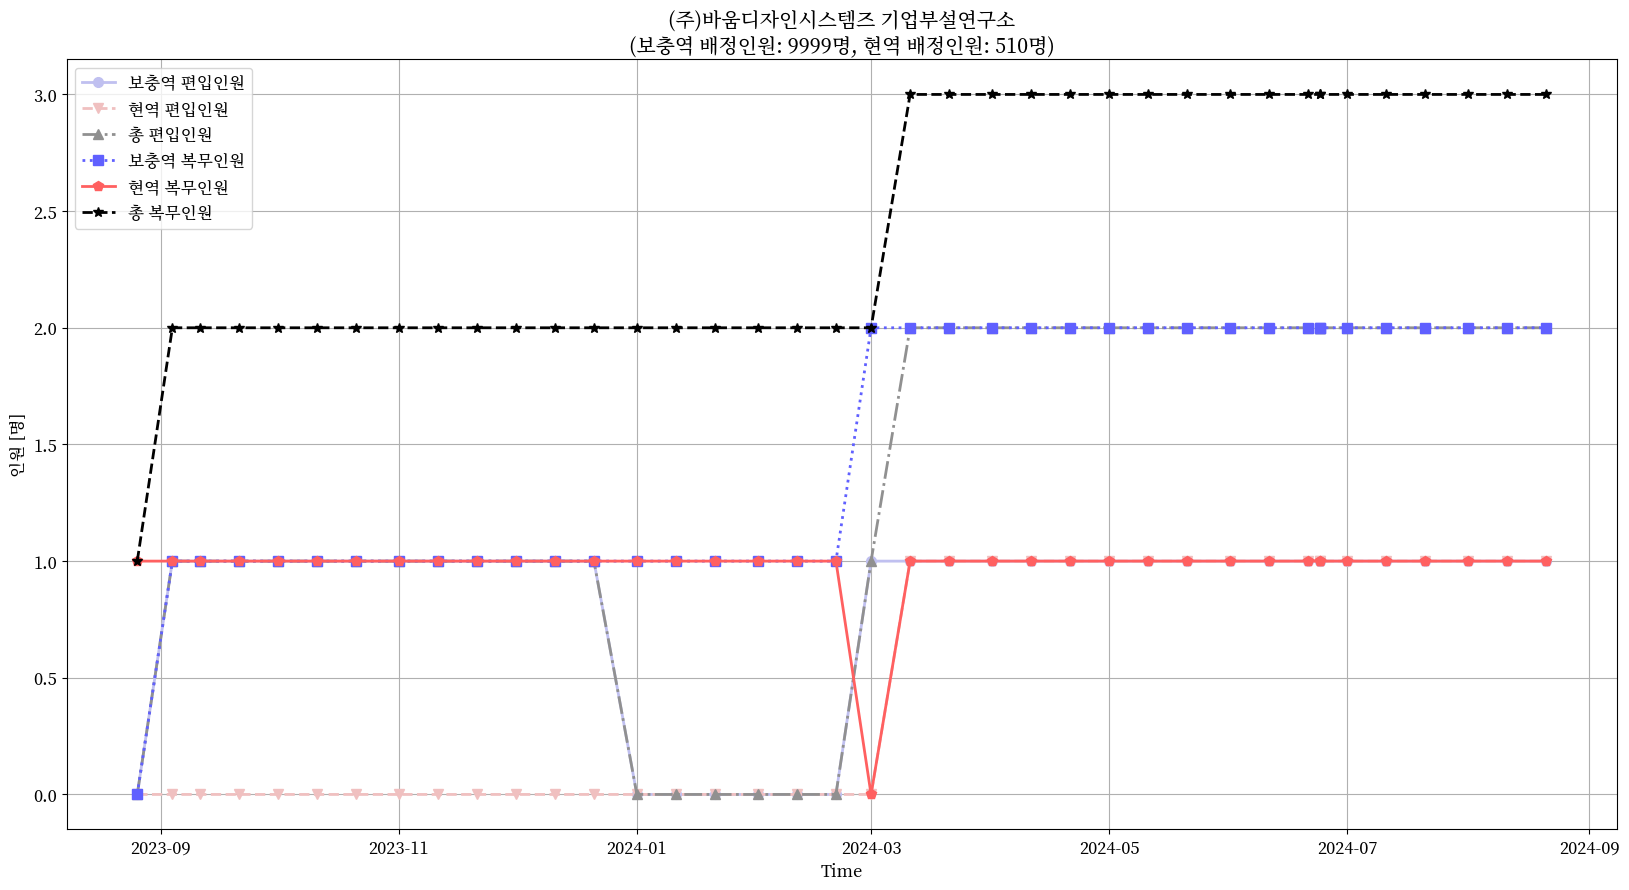 (주)바움디자인시스템즈 기업부설연구소
(보충역 배정인원: 9999명, 현역 배정인원: 510명)
보충역 편입인원
현역 편입인원
총 편입인원
보충역 복무인원
현역 복무인원
총 복무인원
3.0
2.5
2.0
1.5
1.0
0.5
0.0
인원 [명]
2023-09
2023-11
2024-01
2024-03
2024-05
2024-07
2024-09
Time